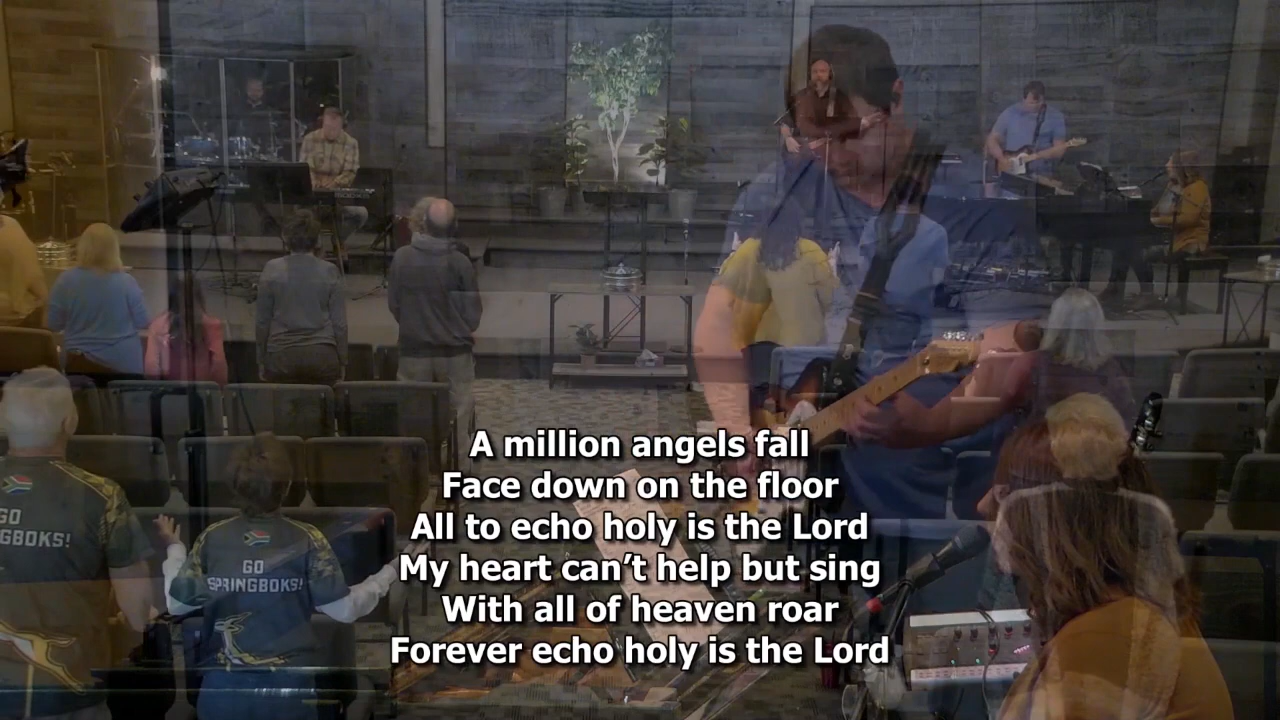 A million angels fall
Face down on the floor
All to echo holy is the Lord
My heart can’t help but sing
With all of heaven roar
Forever echo holy is the Lord
GO
SPRINGBOKS!
GO
SPRINGBOKS!